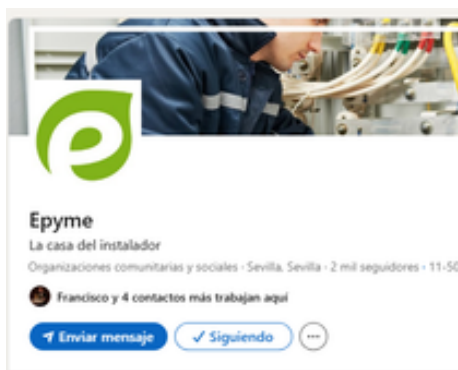 e
Epyme
La casa del instalador
Organizaciones comunitarias y sociales · Sevilla, Sevilla · 2 mil seguidores · 11-50
Francisco y 4 contactos más trabajan aquí
Enviar mensaje
Siguiendo